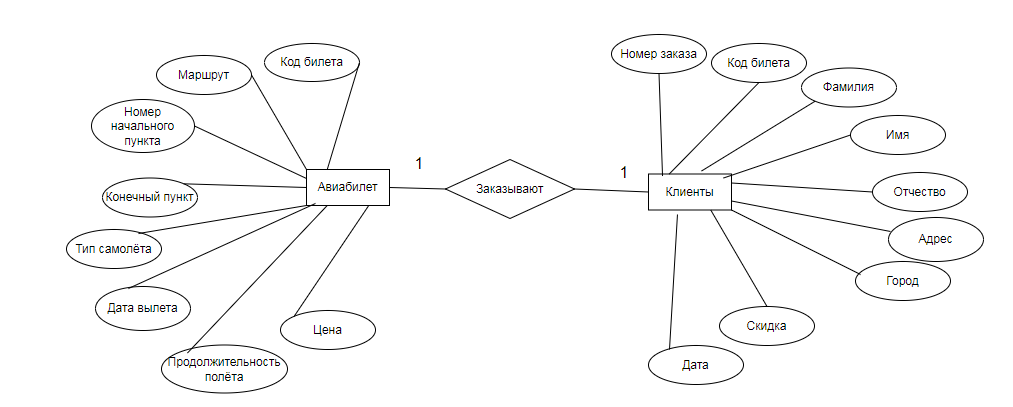 Маршрут
Код билета
Номер
начального
пункта
Конечный пункт
Тип самолёта
Дата вылета
Продолжительность
полёта
Цена
Авиабилет
1
Заказывают
1
Клиенты
Номер заказа
Код билета
Фамилия
Имя
Отчество
Адрес
Город
Скидка
Дата